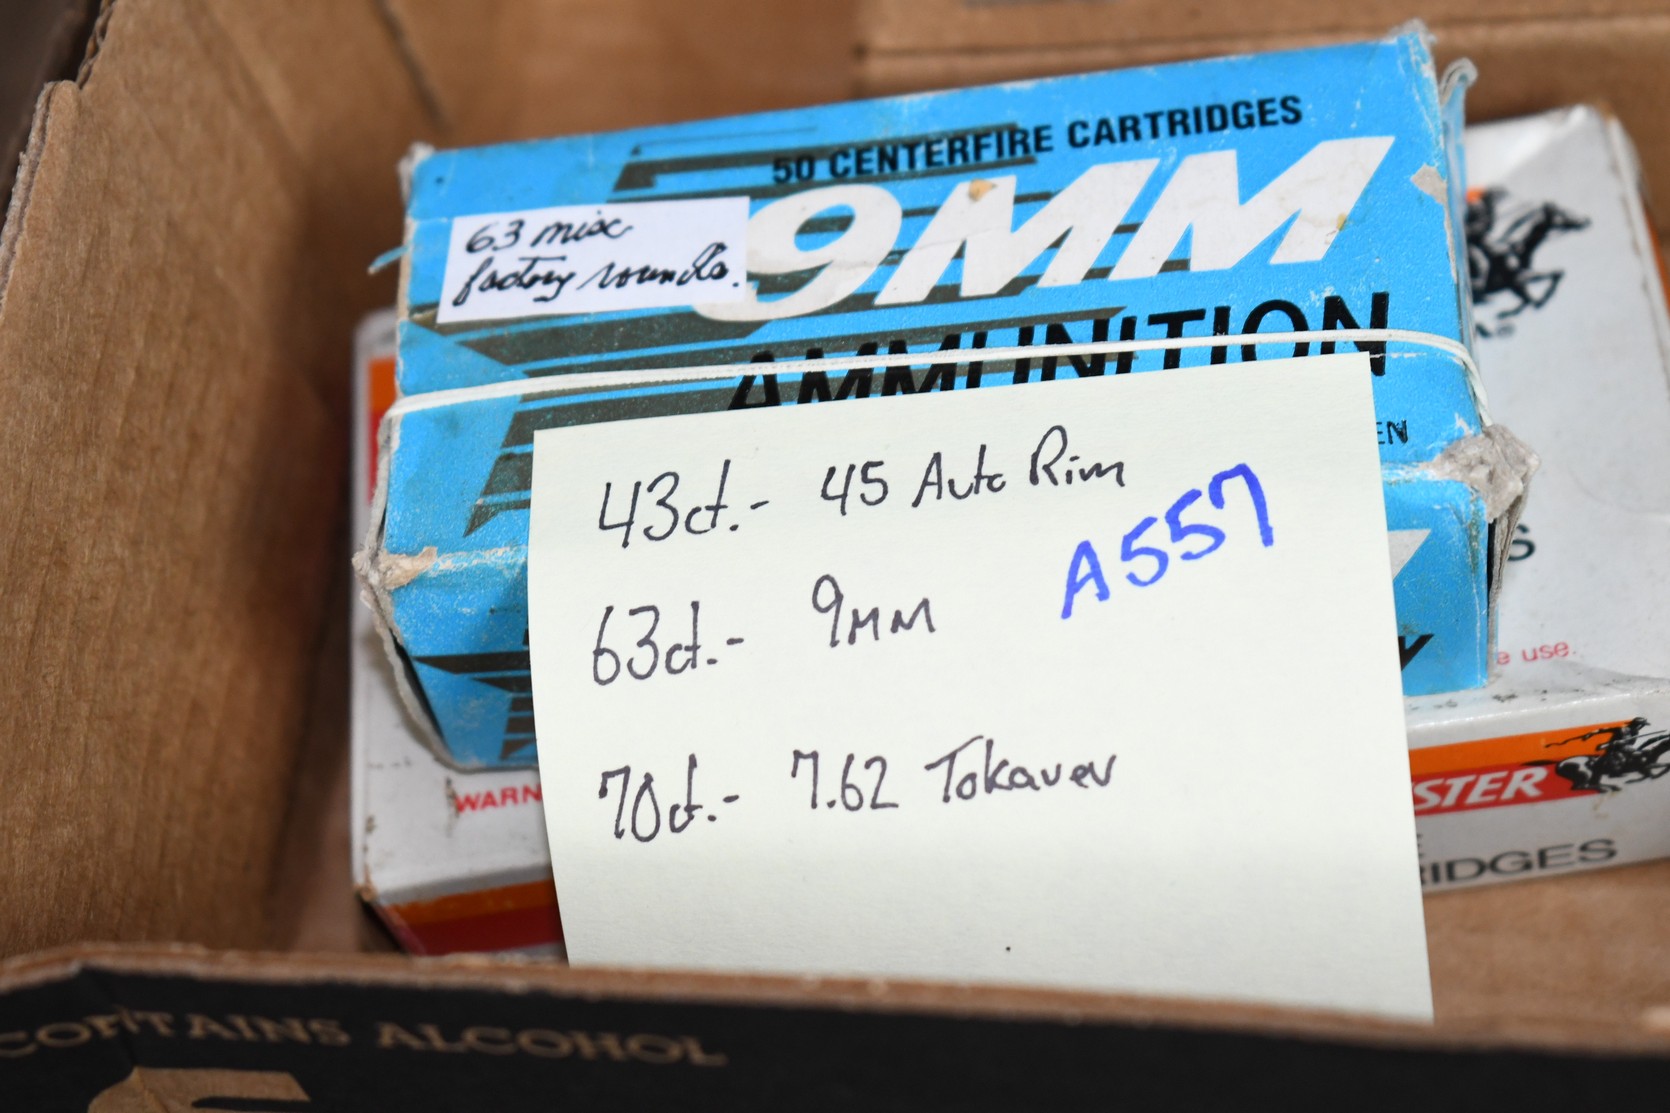 50 CENTERFIRE CARTRIDGES
9MM
AMMUNITION
63 mix
factory rounds.
43ct.- 45 Auto Rim
A557
63ct.- 9MM
70ct.- 7.62 Tokarev
WARN
e use.
STER
RIDGES
CONTAINS ALCOHOL